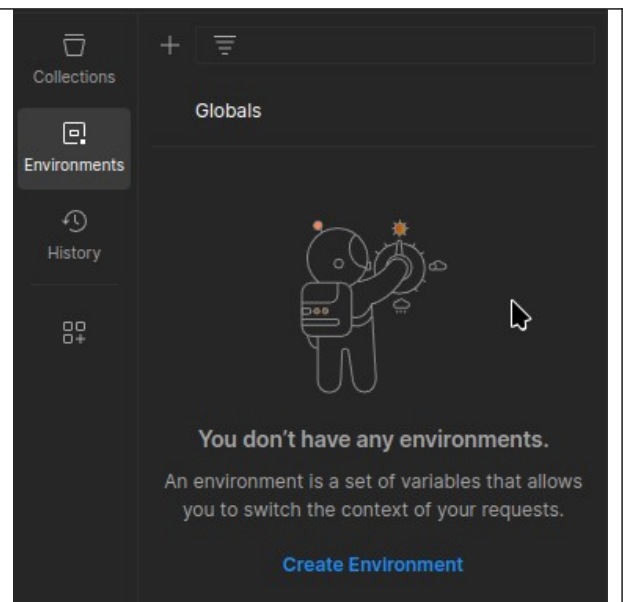 Collections
Environments
History
Globals
You don’t have any environments.
An environment is a set of variables that allows
you to switch the context of your requests.
Create Environment